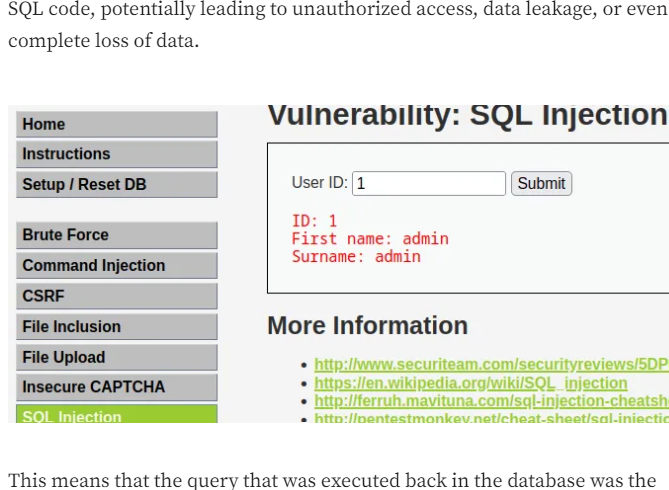 SQL code, potentially leading to unauthorized access, data leakage, or even
complete loss of data.
Home
Instructions
Setup / Reset DB
Brute Force
Command Injection
CSRF
File Inclusion
File Upload
Insecure CAPTCHA
SQL Injection
Vulnerability: SQL Injection
User ID: 1 Submit
ID: 1
First name: admin
Surname: admin
More Information
http://www.securiteam.com/securityreviews/5DP
https://en.wikipedia.org/wiki/SQL_injection
http://ferruh.mavituna.com/sql-injection-cheatsh
http://pentestmonkey.net/cheat-sheet/sql-injectio
This means that the query that was executed back in the database was the